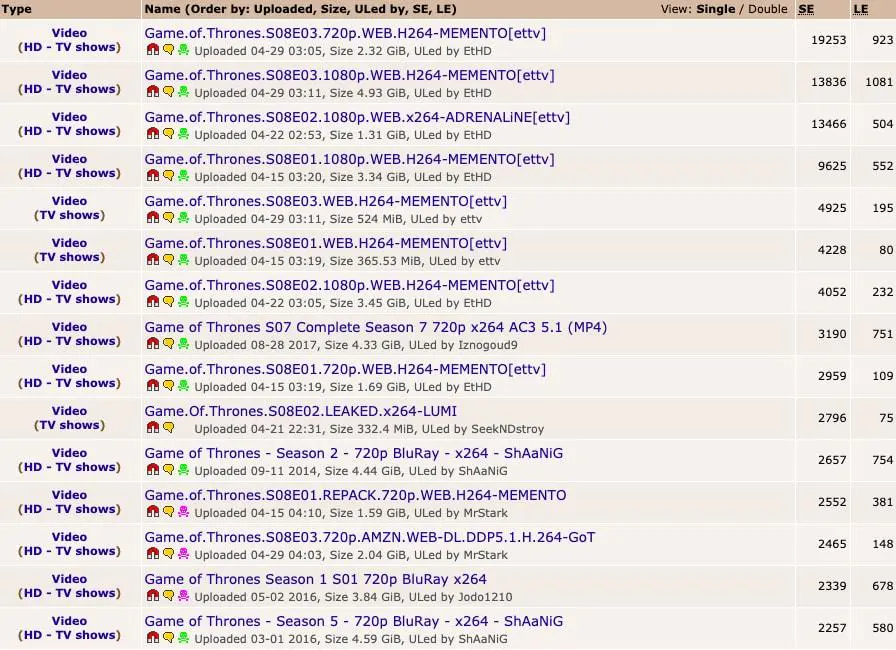 Type Name (Order by: Uploaded, Size, ULed by, SE, LE) View: Single / Double SE LE
Video
(HD - TV shows)
Game.of.Thrones.S08E03.720p.WEB.H264-MEMENTO[ettv]
Uploaded 04-29 03:05, Size 2.32 GiB, ULed by EtHD
19253 923
Video
(HD - TV shows)
Game.of.Thrones.S08E03.1080p.WEB.H264-MEMENTO[ettv]
Uploaded 04-29 03:11, Size 4.93 GiB, ULed by EtHD
13836 1081
Video
(HD - TV shows)
Game.of.Thrones.S08E02.1080p.WEB.x264-ADRENALiNE[ettv]
Uploaded 04-22 02:53, Size 1.31 GiB, ULed by EtHD
13466 504
Video
(HD - TV shows)
Game.of.Thrones.S08E01.1080p.WEB.H264-MEMENTO[ettv]
Uploaded 04-15 03:20, Size 3.34 GiB, ULed by EtHD
9625 552
Video
(TV shows)
Game.of.Thrones.S08E03.WEB.H264-MEMENTO[ettv]
Uploaded 04-29 03:11, Size 524 MiB, ULed by ettv
4925 195
Video
(TV shows)
Game.of.Thrones.S08E01.WEB.H264-MEMENTO[ettv]
Uploaded 04-15 03:19, Size 365.53 MiB, ULed by ettv
4228 80
Video
(HD - TV shows)
Game.of.Thrones.S08E02.1080p.WEB.H264-MEMENTO[ettv]
Uploaded 04-22 03:05, Size 3.45 GiB, ULed by EtHD
4052 232
Video
(HD - TV shows)
Game of Thrones S07 Complete Season 7 720p x264 AC3 5.1 (MP4)
Uploaded 08-28 2017, Size 4.33 GiB, ULed by Iznogoud9
3190 751
Video
(HD - TV shows)
Game.of.Thrones.S08E01.720p.WEB.H264-MEMENTO[ettv]
Uploaded 04-15 03:19, Size 1.69 GiB, ULed by EtHD
2959 109
Video
(TV shows)
Game.Of.Thrones.S08E02.LEAKED.x264-LUMI
Uploaded 04-21 22:31, Size 332.4 MiB, ULed by SeekNDstroy
2796 75
Video
(HD - TV shows)
Game of Thrones - Season 2 - 720p BluRay - x264 - ShAaNiG
Uploaded 09-11 2014, Size 4.44 GiB, ULed by ShAaNiG
2657 754
Video
(HD - TV shows)
Game.of.Thrones.S08E01.REPACK.720p.WEB.H264-MEMENTO
Uploaded 04-15 04:10, Size 1.59 GiB, ULed by MrStark
2552 381
Video
(HD - TV shows)
Game.of.Thrones.S08E03.720p.AMZN.WEB-DL.DDP5.1.H.264-GoT
Uploaded 04-29 04:03, Size 2.04 GiB, ULed by MrStark
2465 148
Video
(HD - TV shows)
Game of Thrones Season 1 S01 720p BluRay x264
Uploaded 05-02 2016, Size 3.84 GiB, ULed by Jodo1210
2339 678
Video
(HD - TV shows)
Game of Thrones - Season 5 - 720p BluRay - x264 - ShAaNiG
Uploaded 03-01 2016, Size 4.59 GiB, ULed by ShAaNiG
2257 580